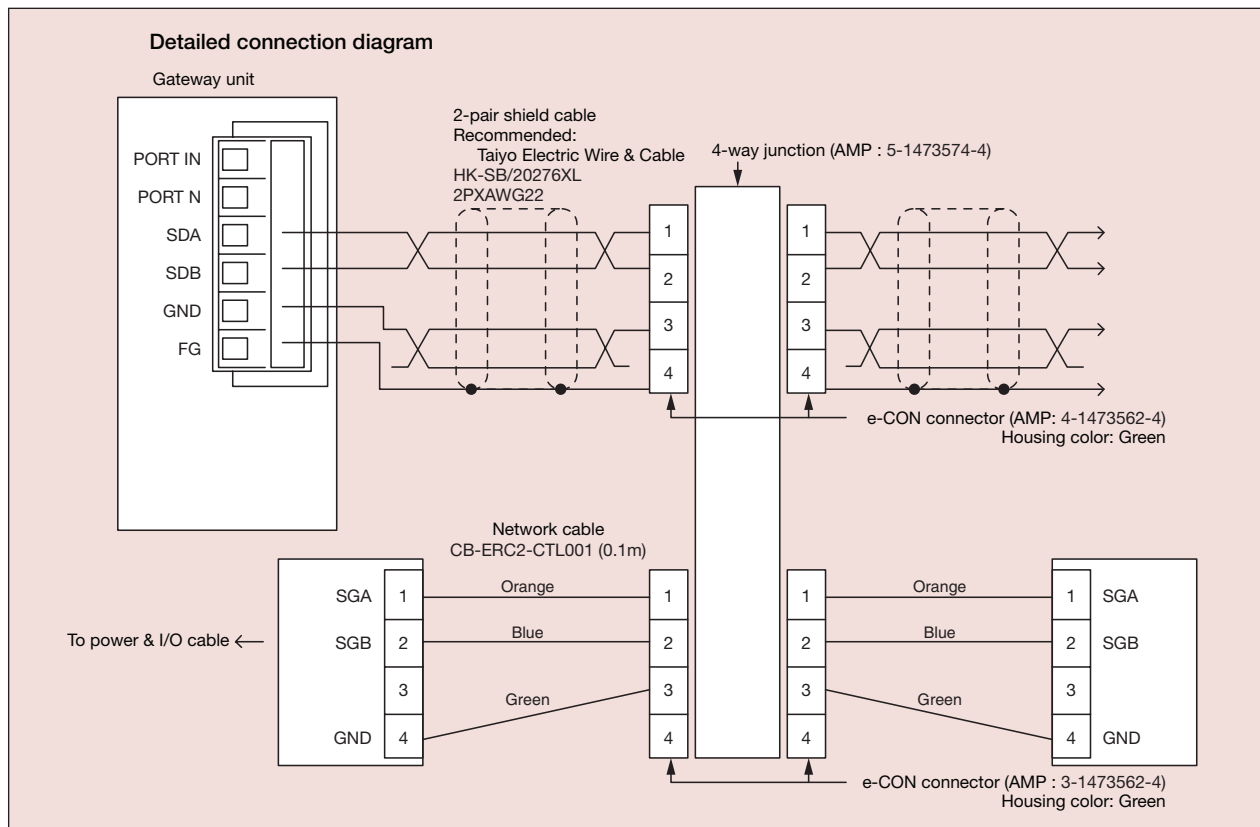 Detailed connection diagram
Gateway unit
PORT IN
PORT N
SDA
SDB
GND
FG
2-pair shield cable
Recommended:
Taiyo Electric Wire & Cable
HK-SB/20276XL
2PXAWG22
4-way junction (AMP : 5-1473574-4)
1
2
3
4
1
2
3
4
e-CON connector (AMP: 4-1473562-4)
Housing color: Green
Network cable
CB-ERC2-CTL001 (0.1m)
To power & I/O cable
SGA
SGB
GND
1
2
3
4
Orange
Blue
Green
1
2
3
4
1
2
3
4
Orange
Blue
Green
1
2
3
4
SGA
SGB
GND
e-CON connector (AMP : 3-1473562-4)
Housing color: Green